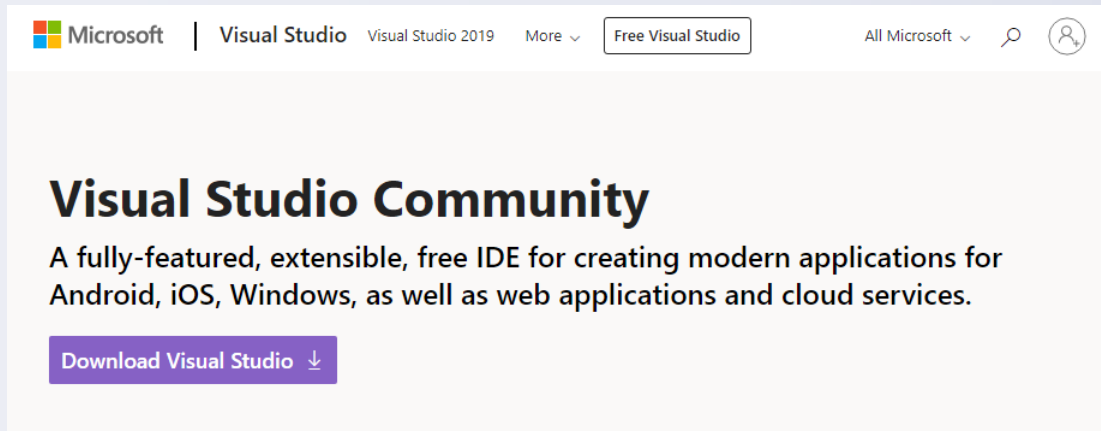 Microsoft | Visual Studio Visual Studio 2019 More Free Visual Studio All Microsoft
Visual Studio Community
A fully-featured, extensible, free IDE for creating modern applications for
Android, iOS, Windows, as well as web applications and cloud services.
Download Visual Studio